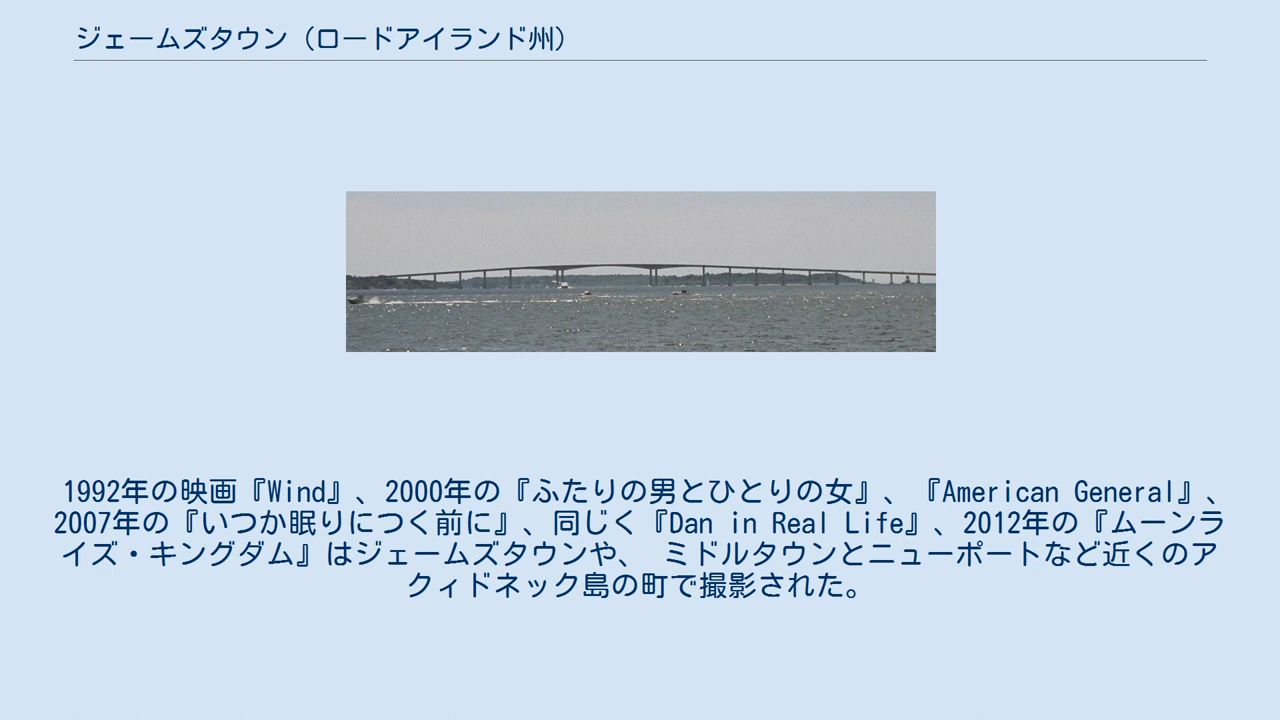 ジェームズタウン（ロードアイランド州）
1992年の映画『Wind』、2000年の『ふたりの男とひとりの女』、『American General』、
2007年の『いつか眠りにつく前に』、同じく『Dan in Real Life』、2012年の『ムーンラ
イズ・キングダム』はジェームズタウンや、 ミドルタウンとニューポートなど近くのア
クィドネック島の町で撮影された。